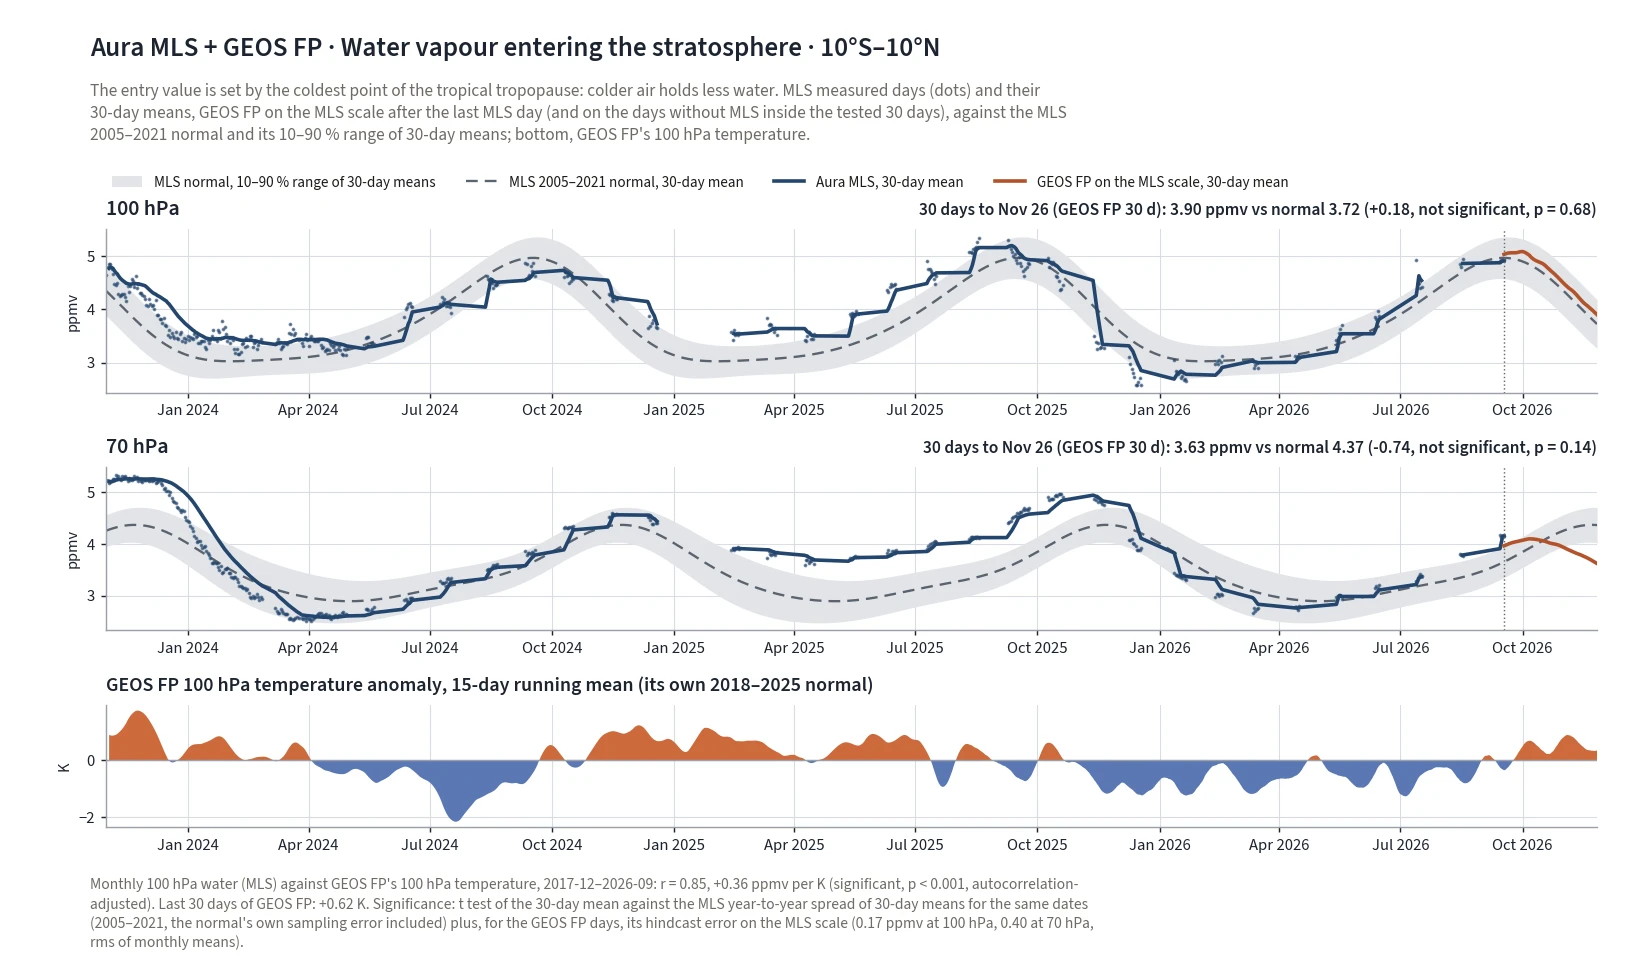 Aura MLS + GEOS FP · Water vapour entering the stratosphere · 10°S–10°N
The entry value is set by the coldest point of the tropical tropopause: colder air holds less water. MLS measured days (dots) and their
30-day means, GEOS FP on the MLS scale after the last MLS day (and on the days without MLS inside the tested 30 days), against the MLS
2005–2021 normal and its 10–90 % range of 30-day means; bottom, GEOS FP's 100 hPa temperature.
MLS normal, 10–90 % range of 30-day means
MLS 2005–2021 normal, 30-day mean
Aura MLS, 30-day mean
GEOS FP on the MLS scale, 30-day mean
100 hPa
30 days to Nov 26 (GEOS FP 30 d): 3.90 ppmv vs normal 3.72 (+0.18, not significant, p = 0.68)
5
4
3
ppmv
Jan 2024
Apr 2024
Jul 2024
Oct 2024
Jan 2025
Apr 2025
Jul 2025
Oct 2025
Jan 2026
Apr 2026
Jul 2026
Oct 2026
70 hPa
30 days to Nov 26 (GEOS FP 30 d): 3.63 ppmv vs normal 4.37 (-0.74, not significant, p = 0.14)
5
4
3
ppmv
Jan 2024
Apr 2024
Jul 2024
Oct 2024
Jan 2025
Apr 2025
Jul 2025
Oct 2025
Jan 2026
Apr 2026
Jul 2026
Oct 2026
GEOS FP 100 hPa temperature anomaly, 15-day running mean (its own 2018–2025 normal)
0
−2
K
Jan 2024
Apr 2024
Jul 2024
Oct 2024
Jan 2025
Apr 2025
Jul 2025
Oct 2025
Jan 2026
Apr 2026
Jul 2026
Oct 2026
Monthly 100 hPa water (MLS) against GEOS FP's 100 hPa temperature, 2017-12–2026-09: r = 0.85, +0.36 ppmv per K (significant, p < 0.001, autocorrelation-
adjusted). Last 30 days of GEOS FP: +0.62 K. Significance: t test of the 30-day mean against the MLS year-to-year spread of 30-day means for the same dates
(2005–2021, the normal's own sampling error included) plus, for the GEOS FP days, its hindcast error on the MLS scale (0.17 ppmv at 100 hPa, 0.40 at 70 hPa,
rms of monthly means).